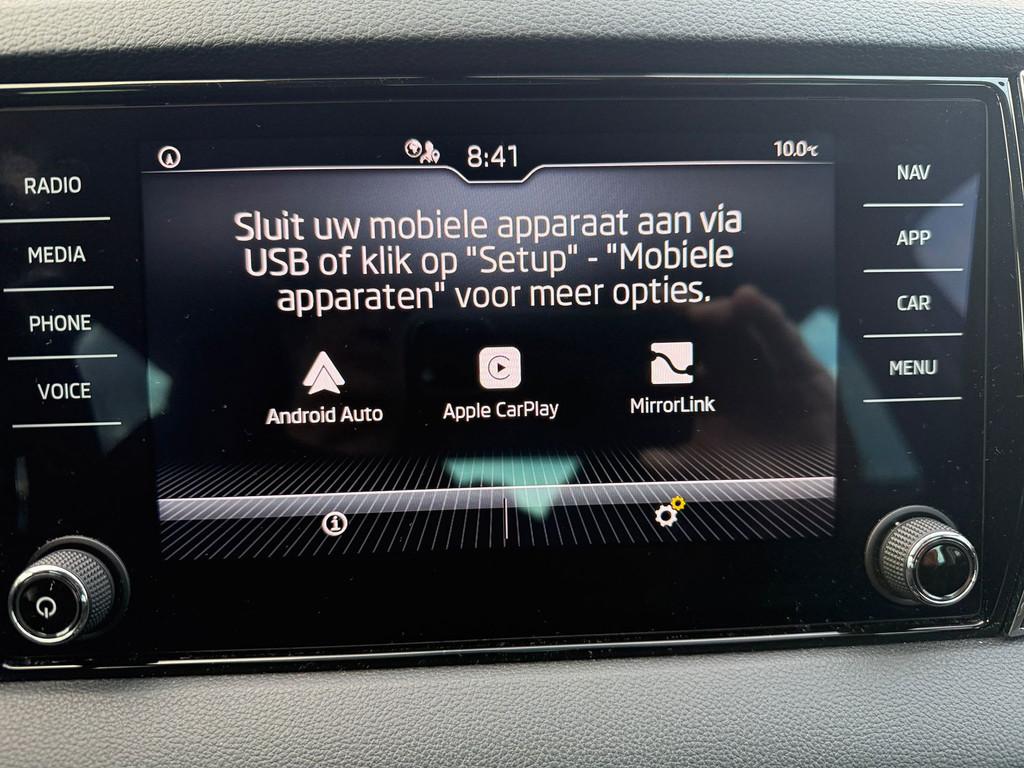 8:41
10.0°C
RADIO
MEDIA
PHONE
VOICE
Sluit uw mobiele apparaat aan via
USB of klik op "Setup" - "Mobiele
apparaten" voor meer opties.
Android Auto
Apple CarPlay
MirrorLink
NAV
APP
CAR
MENU